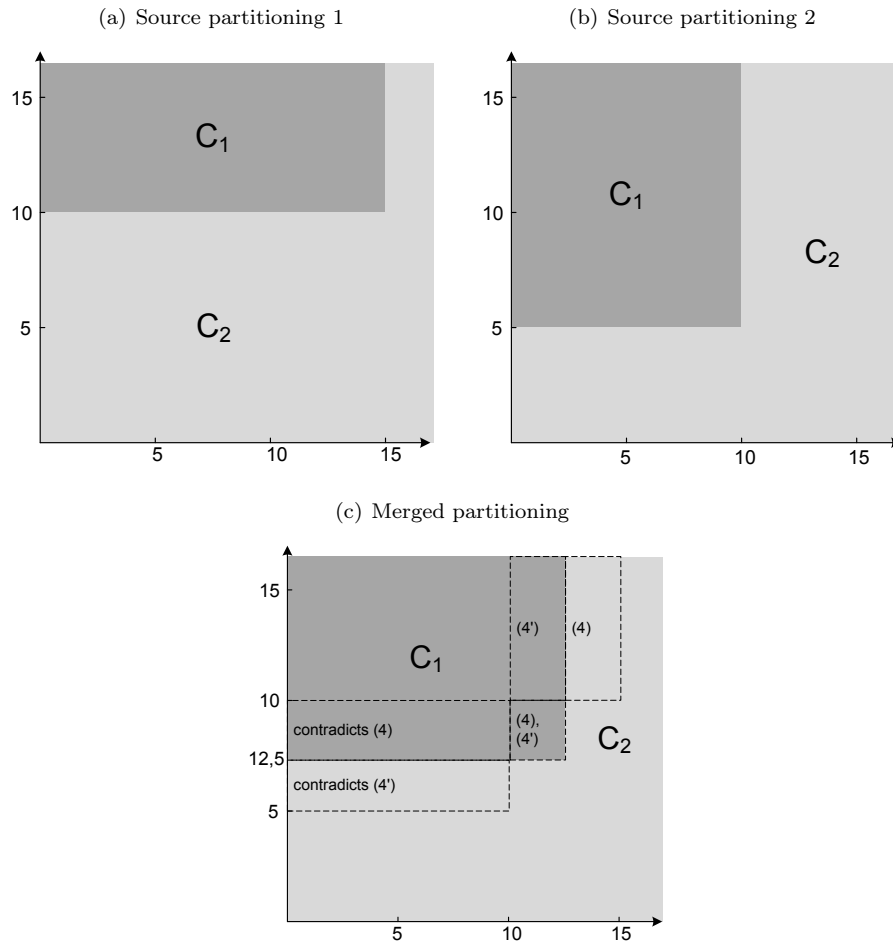 (a) Source partitioning 1
15
C1
10
C2
5
5 10 15
(b) Source partitioning 2
15
10
C1
C2
5
5 10 15
(c) Merged partitioning
15
(4') (4)
C1
10
contradicts (4)
(4),
(4')
C2
12,5
contradicts (4')
5
5 10 15